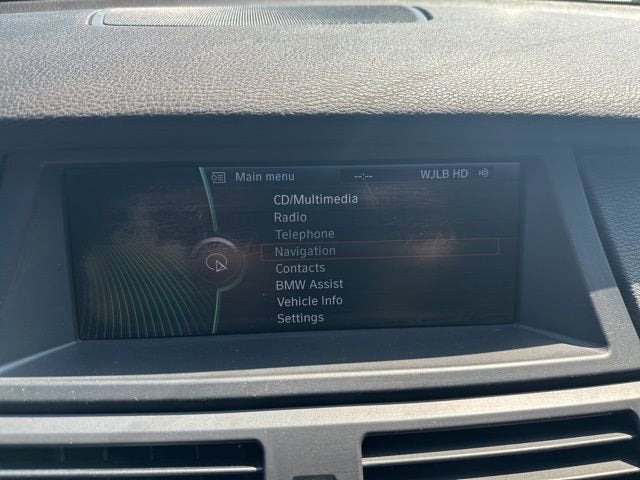 Main menu --:-- WJLB HD
CD/Multimedia
Radio
Telephone
Navigation
Contacts
BMW Assist
Vehicle Info
Settings